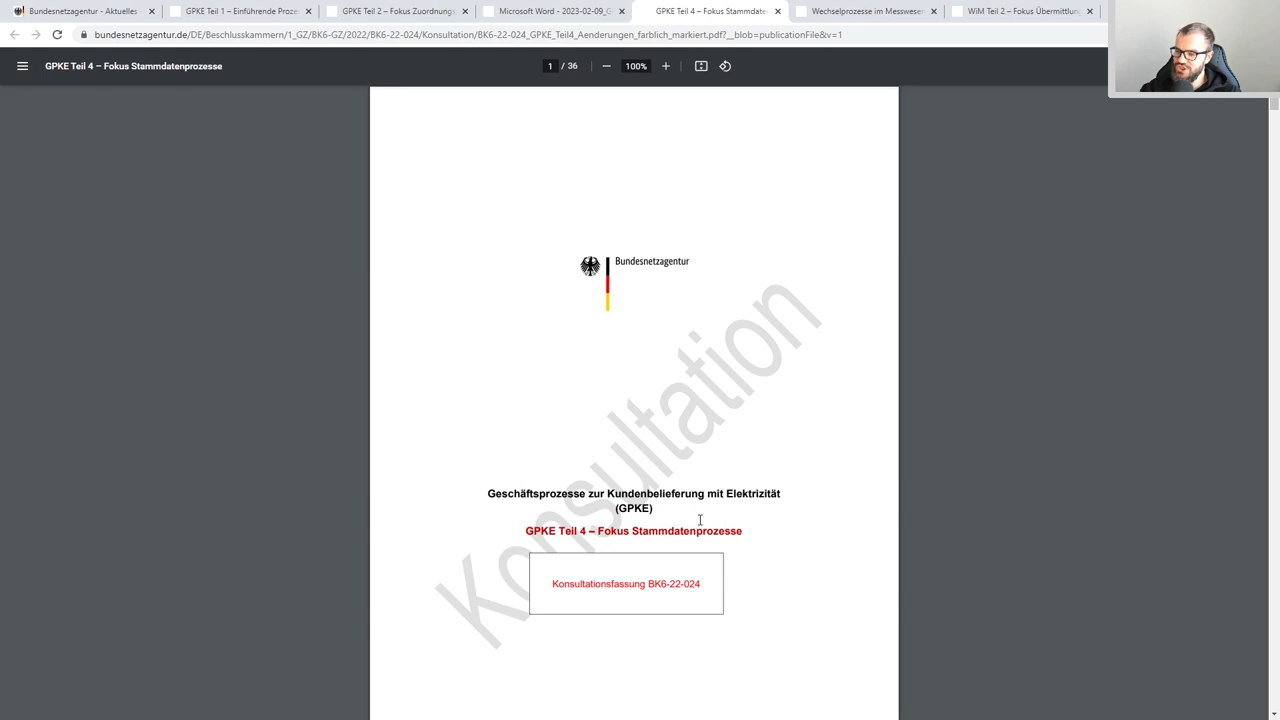 Bundesnetzagentur - Aktuelles
GPKE Teil 1 – Einführende Proze
GPKE Teil 2 – Fokus Zuordnungs
Microsoft Word - 2023-02-09_G
GPKE Teil 4 – Fokus Stammdate
Wechselprozesse im Messwesen
WiM Teil 2 – Fokus Übermittlun
bundesnetzagentur.de/DE/Beschlusskammern/1_GZ/BK6-GZ/2022/BK6-22-024/Konsultation/BK6-22-024_GPKE_Teil4_Aenderungen_farblich_markiert.pdf?__blob=publicationFile&v=1
GPKE Teil 4 – Fokus Stammdatenprozesse
1 / 36
100%
Bundesnetzagentur
Konsultation
Geschäftsprozesse zur Kundenbelieferung mit Elektrizität
(GPKE)
GPKE Teil 4 – Fokus Stammdatenprozesse
Konsultationsfassung BK6-22-024